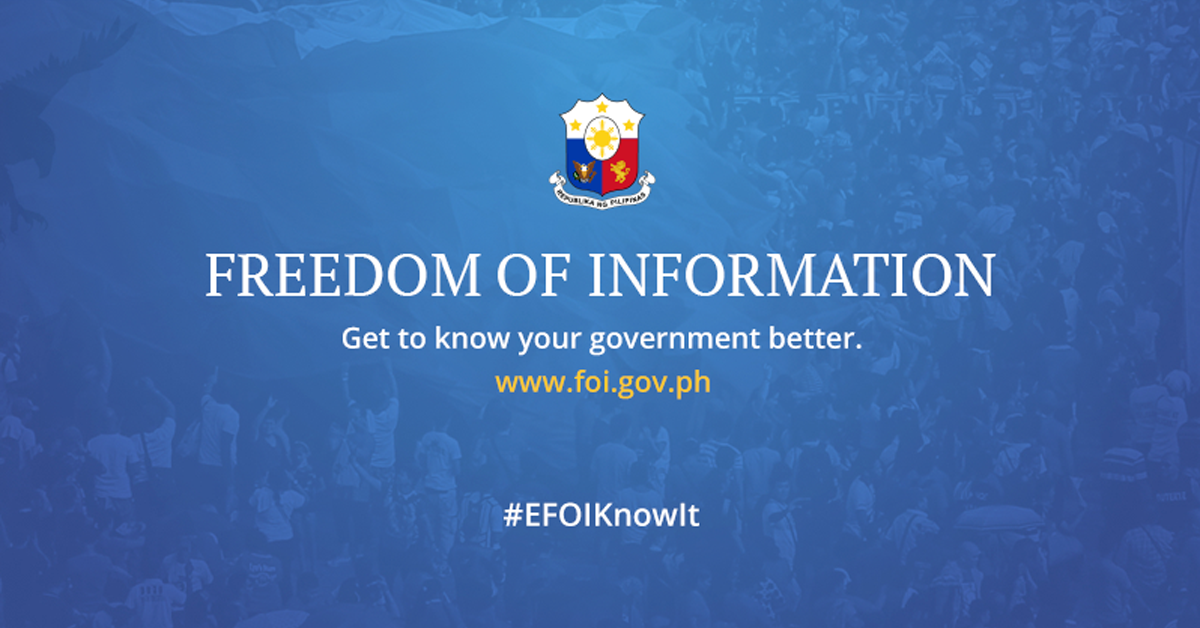 REPUBLIKA NG PILIPINAS
FREEDOM OF INFORMATION
Get to know your government better.
www.foi.gov.ph
#EFOIKnowIt